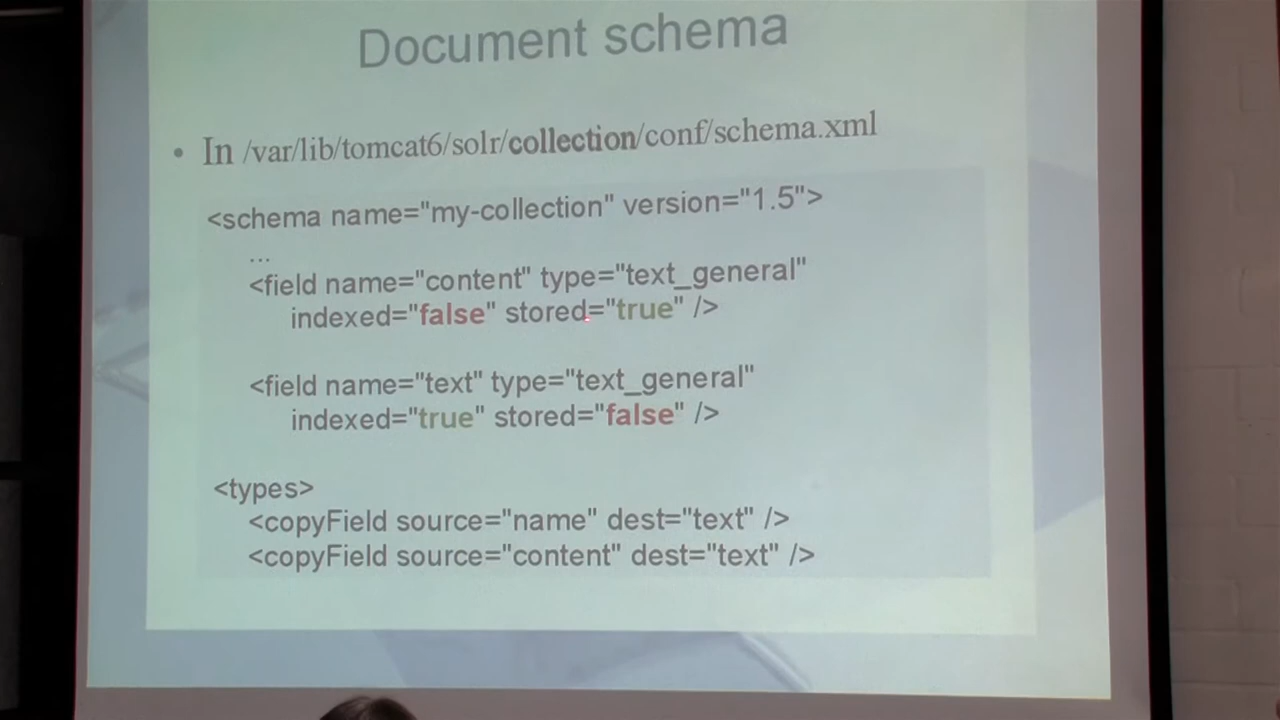 Document schema
• In /var/lib/tomcat6/solr/collection/conf/schema.xml
<schema name="my-collection" version="1.5">
...
<field name="content" type="text_general"
indexed="false" stored="true" />
<field name="text" type="text_general"
indexed="true" stored="false" />
<types>
<copyField source="name" dest="text" />
<copyField source="content" dest="text" />